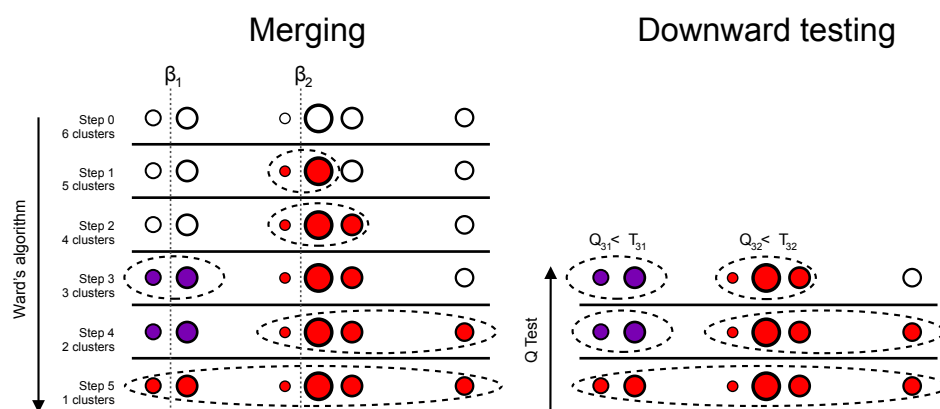 Merging
Downward testing
β1
β2
Step 0
6 clusters
Step 1
5 clusters
Step 2
4 clusters
Step 3
3 clusters
Step 4
2 clusters
Step 5
1 clusters
Ward's algorithm
Q31< T31
Q32< T32
Q Test